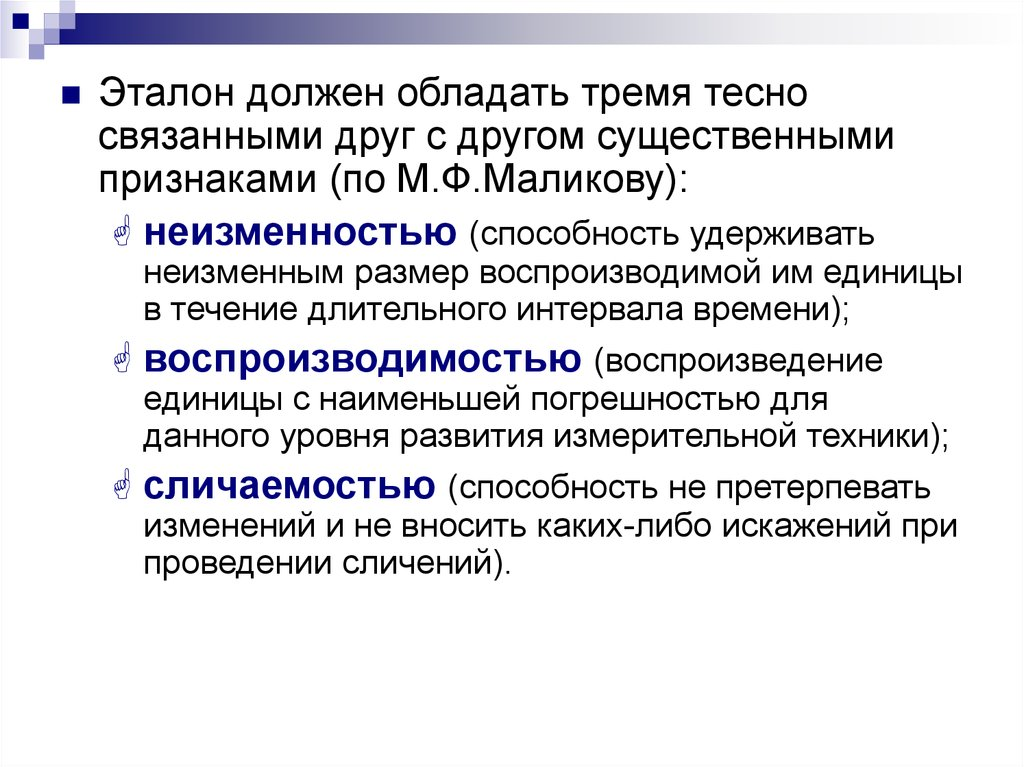 Эталон должен обладать тремя тесно
связанными друг с другом существенными
признаками (по М.Ф.Маликову):
неизменностью (способность удерживать
неизменным размер воспроизводимой им единицы
в течение длительного интервала времени);
воспроизводимостью (воспроизведение
единицы с наименьшей погрешностью для
данного уровня развития измерительной техники);
сличаемостью (способность не претерпевать
изменений и не вносить каких-либо искажений при
проведении сличений).